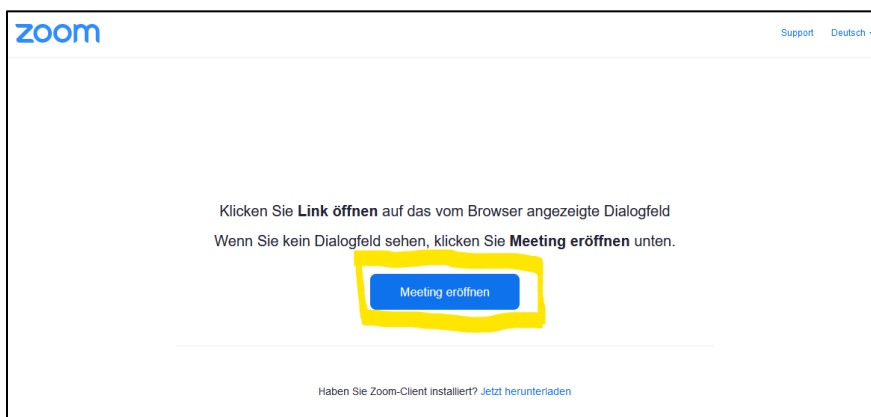 zoom
Support Deutsch
Klicken Sie Link öffnen auf das vom Browser angezeigte Dialogfeld
Wenn Sie kein Dialogfeld sehen, klicken Sie Meeting eröffnen unten.
Meeting eröffnen
Haben Sie Zoom-Client installiert? Jetzt herunterladen